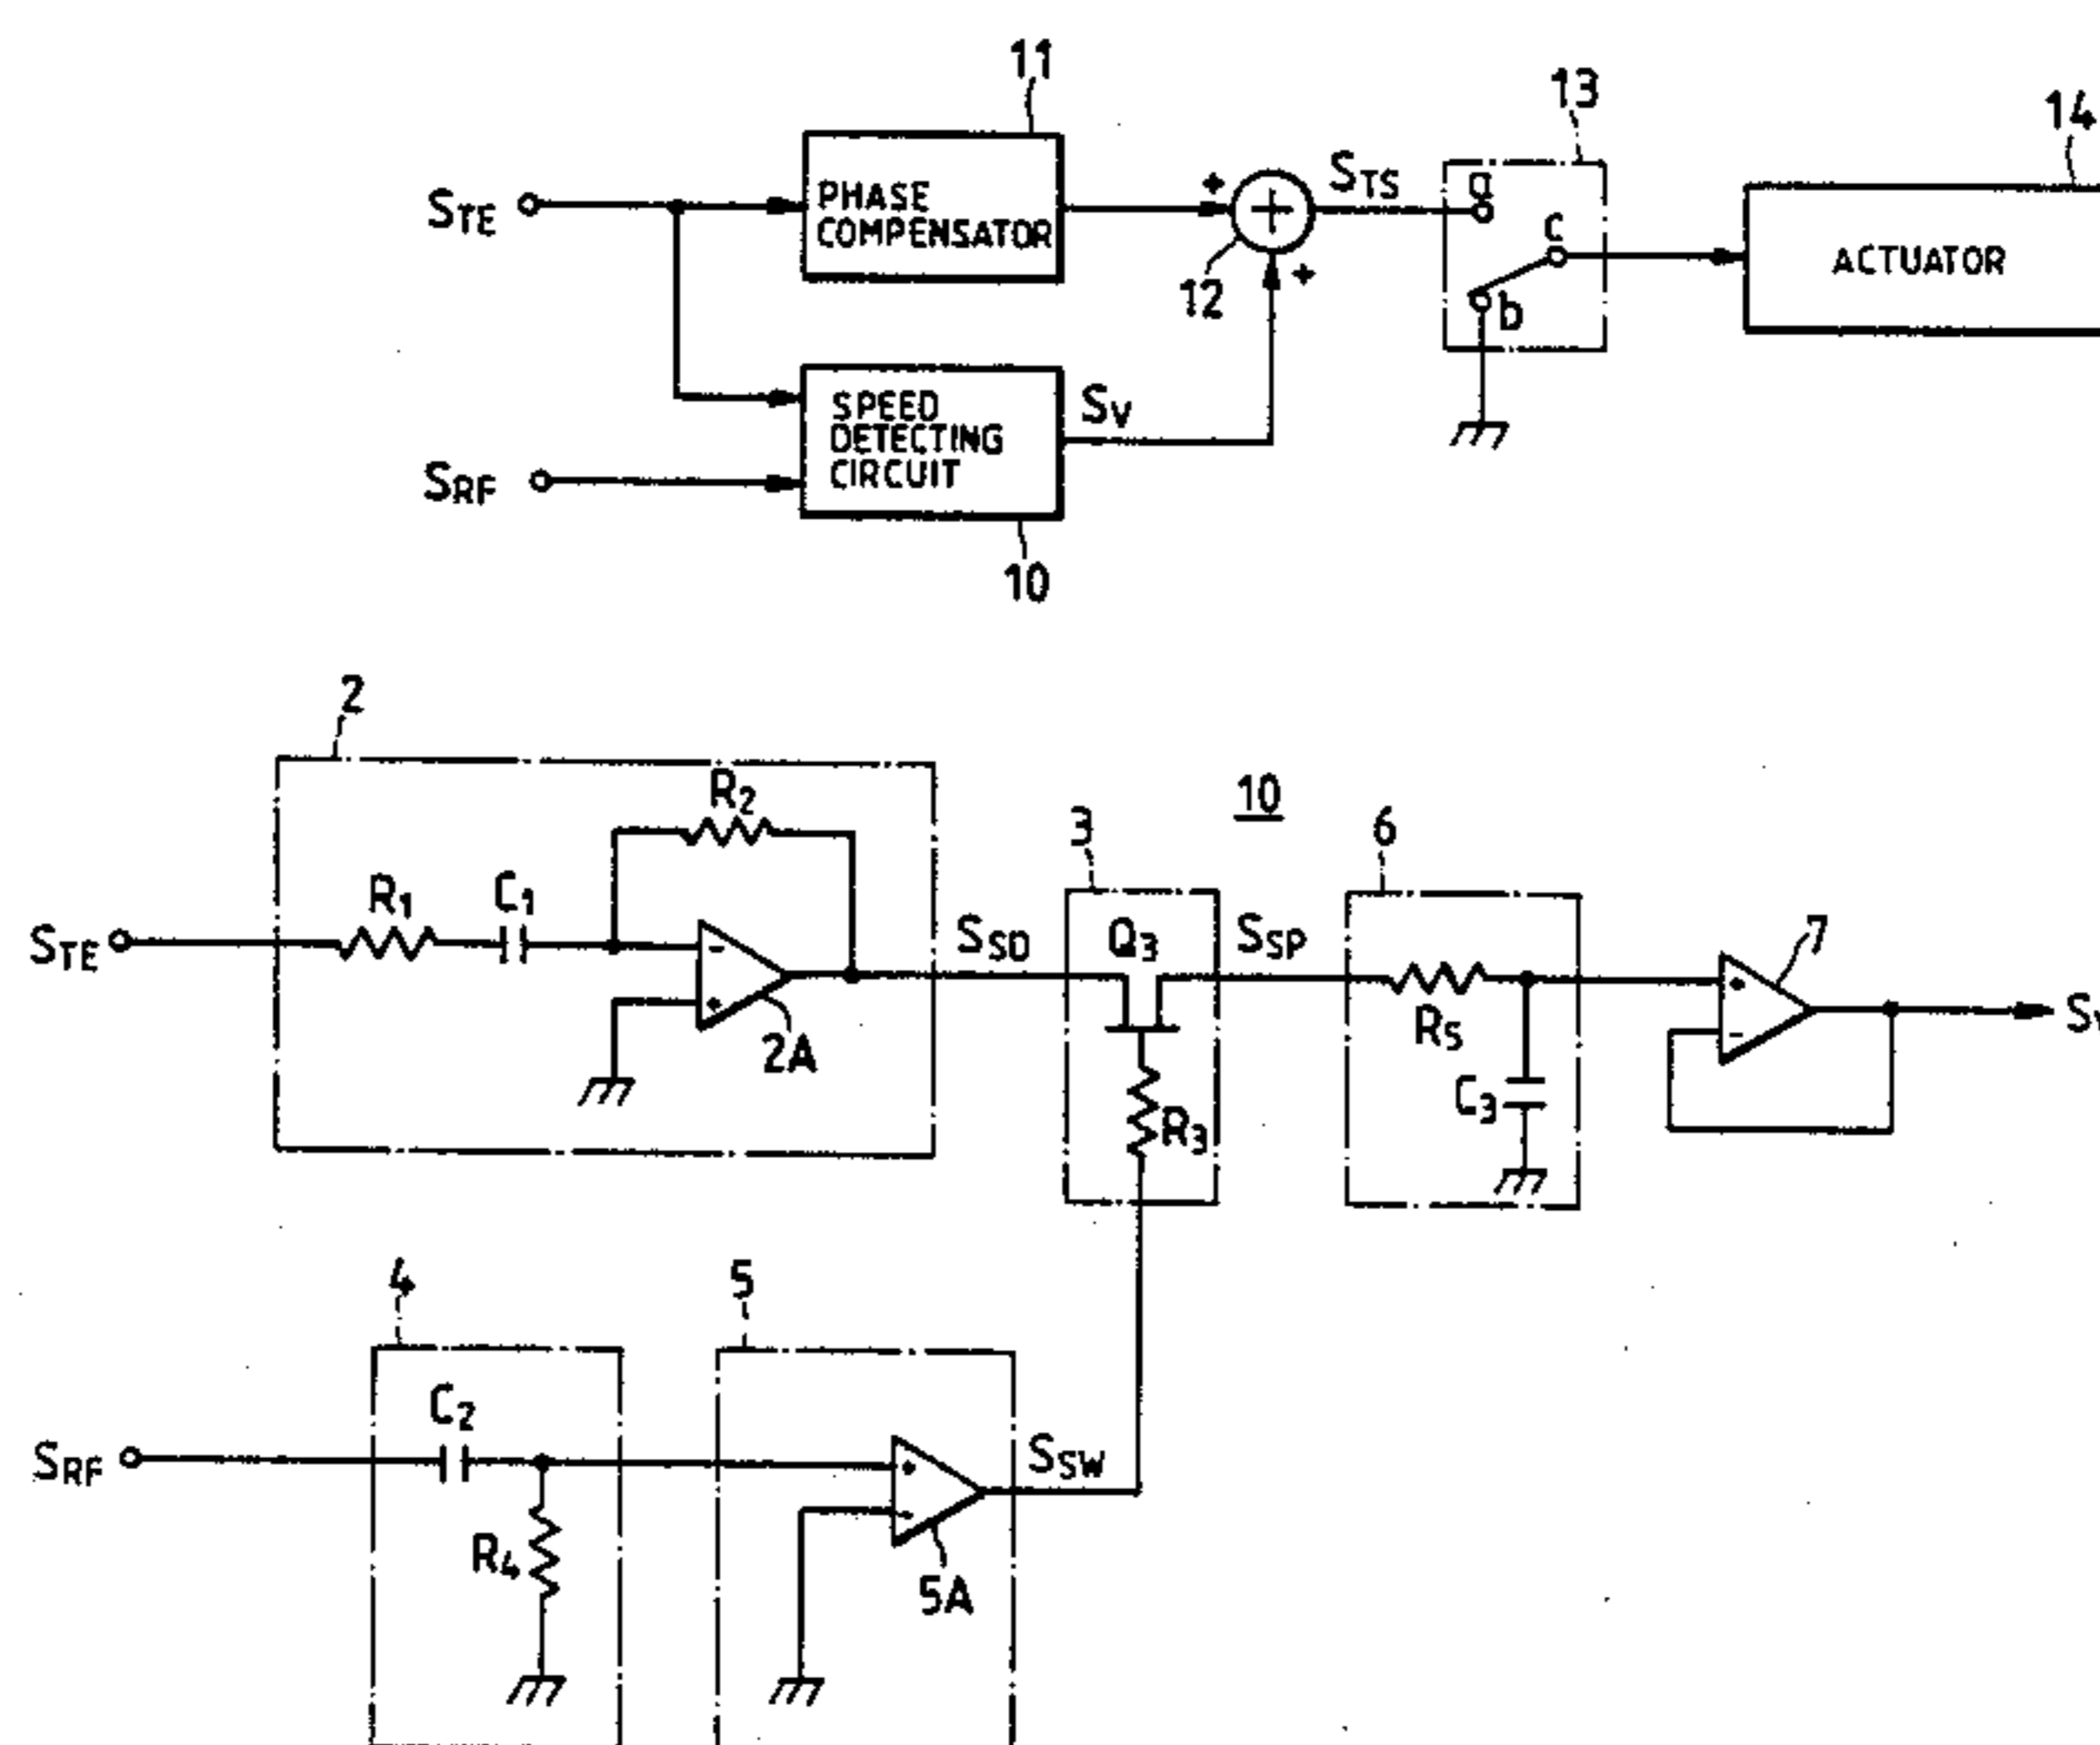 11
13
14
STE
PHASE
COMPENSATOR
+
+
12
STS
a
c
b
ACTUATOR
SPEED
DETECTING
CIRCUIT
SV
SRF
+
10
2
R2
10
3
6
R1
C1
STE
-
+
2A
SSD
Q3
SSP
R5
C3
7
+
-
R3
4
5
C2
SRF
R4
+
-
5A
SSW